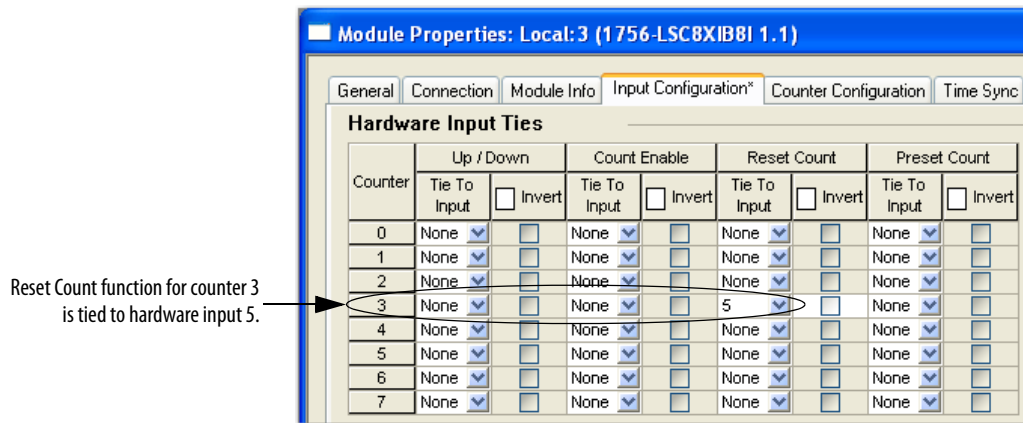 Module Properties: Local:3 (1756-LSC8XIB8I 1.1)
General Connection Module Info Input Configuration* Counter Configuration Time Sync
Hardware Input Ties
Counter Up / Down Count Enable Reset Count Preset Count
Tie To Input Invert Tie To Input Invert Tie To Input Invert Tie To Input Invert
0 None None None None
1 None None None None
2 None None None None
Reset Count function for counter 3
is tied to hardware input 5.
3 None None 5 None
4 None None None None
5 None None None None
6 None None None None
7 None None None None